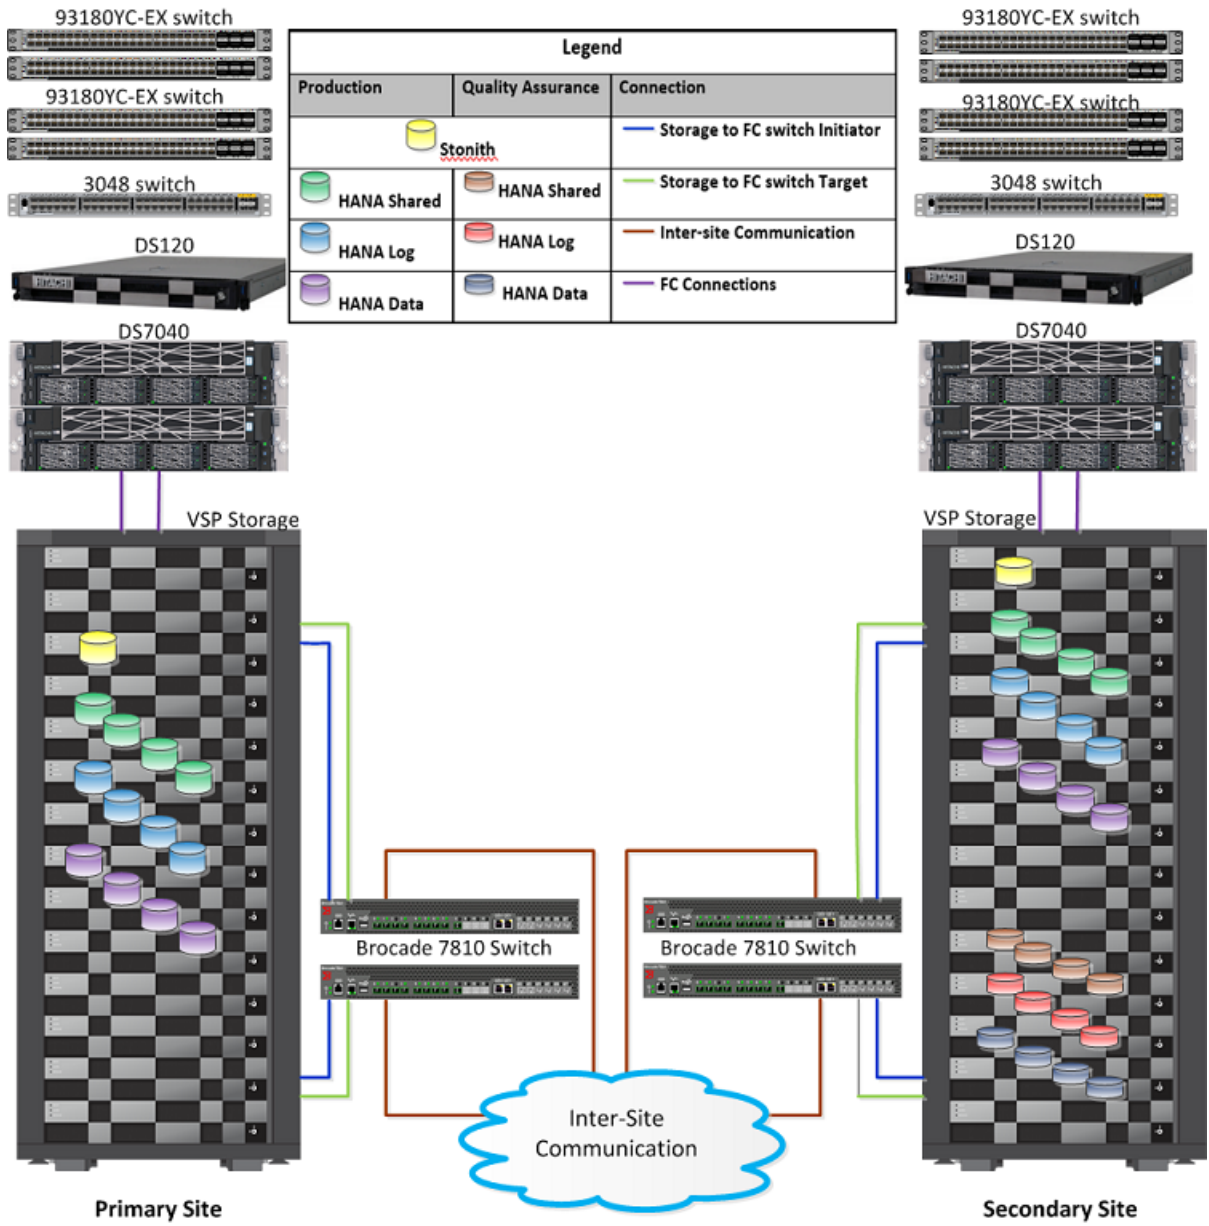 93180YC-EX switch
93180YC-EX switch
3048 switch
DS120
HITACHI
DS7040
VSP Storage
Legend
Production Quality Assurance Connection
Stonith
Storage to FC switch Initiator
HANA Shared HANA Shared
Storage to FC switch Target
HANA Log HANA Log
Inter-site Communication
HANA Data HANA Data
FC Connections
93180YC-EX switch
93180YC-EX switch
3048 switch
DS120
HITACHI
DS7040
VSP Storage
Brocade 7810 Switch
Brocade 7810 Switch
Inter-Site
Communication
Primary Site
Secondary Site